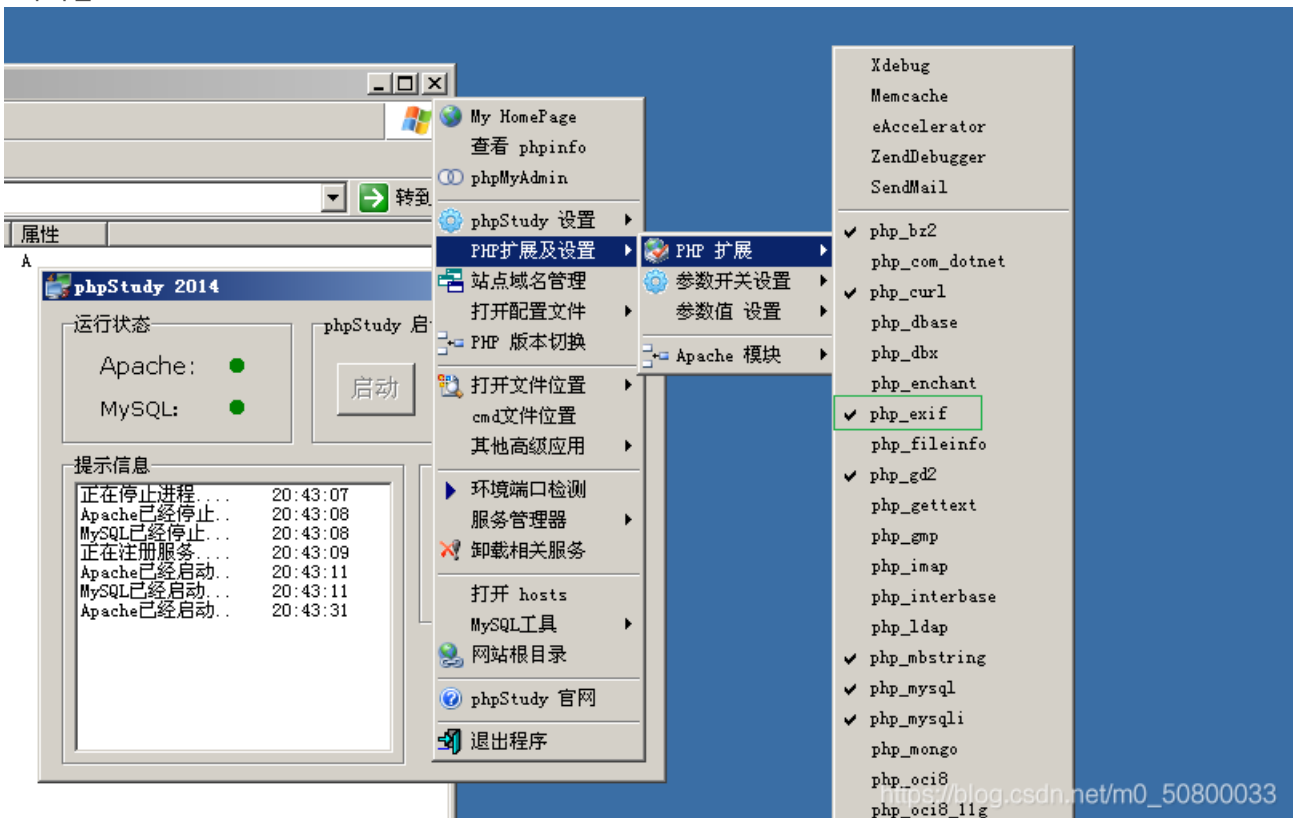 转到
属性
A
phpStudy 2014
运行状态
phpStudy 启
Apache:
MySQL:
启动
提示信息
正在停止进程.... 20:43:07
Apache已经停止.. 20:43:08
MySQL已经停止... 20:43:08
正在注册服务.... 20:43:09
Apache已经启动.. 20:43:11
MySQL已经启动... 20:43:11
Apache已经启动.. 20:43:31
My HomePage
查看 phpinfo
phpMyAdmin
phpStudy 设置
PHP扩展及设置
站点域名管理
打开配置文件
PHP 版本切换
打开文件位置
cmd文件位置
其他高级应用
环境端口检测
服务管理器
卸载相关服务
打开 hosts
MySQL工具
网站根目录
phpStudy 官网
退出程序
PHP 扩展
参数开关设置
参数值 设置
Apache 模块
Xdebug
Memcache
eAccelerator
ZendDebugger
SendMail
php_bz2
php_com_dotnet
php_curl
php_dbase
php_dbx
php_enchant
php_exif
php_fileinfo
php_gd2
php_gettext
php_gmp
php_imap
php_interbase
php_ldap
php_mbstring
php_mysql
php_mysqli
php_mongo
php_oci8
php_oci8_11g
https://blog.csdn.net/m0_50800033